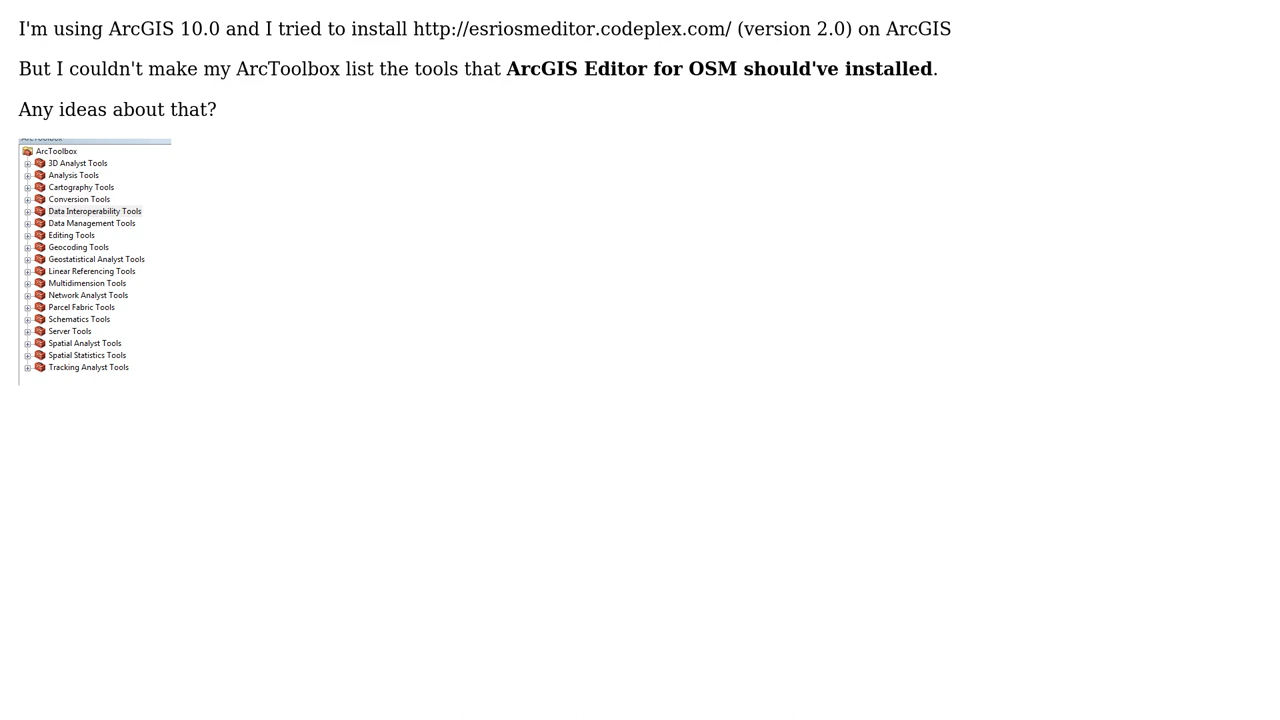 I'm using ArcGIS 10.0 and I tried to install http://esriosmeditor.codeplex.com/ (version 2.0) on ArcGIS
But I couldn't make my ArcToolbox list the tools that ArcGIS Editor for OSM should've installed.
Any ideas about that?
ArcToolbox
ArcToolbox
3D Analyst Tools
Analysis Tools
Cartography Tools
Conversion Tools
Data Interoperability Tools
Data Management Tools
Editing Tools
Geocoding Tools
Geostatistical Analyst Tools
Linear Referencing Tools
Multidimension Tools
Network Analyst Tools
Parcel Fabric Tools
Schematics Tools
Server Tools
Spatial Analyst Tools
Spatial Statistics Tools
Tracking Analyst Tools